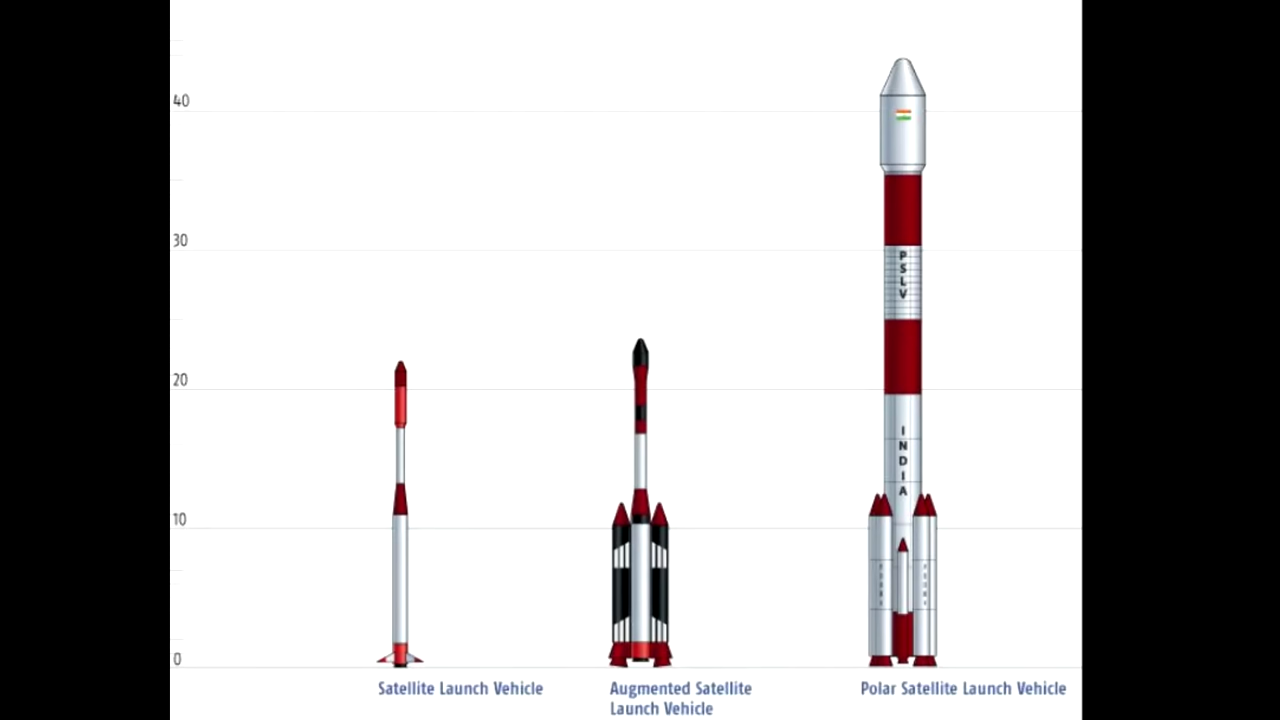 40
30
20
10
0
PSLV
INDIA
Satellite Launch Vehicle
Augmented Satellite
Launch Vehicle
Polar Satellite Launch Vehicle